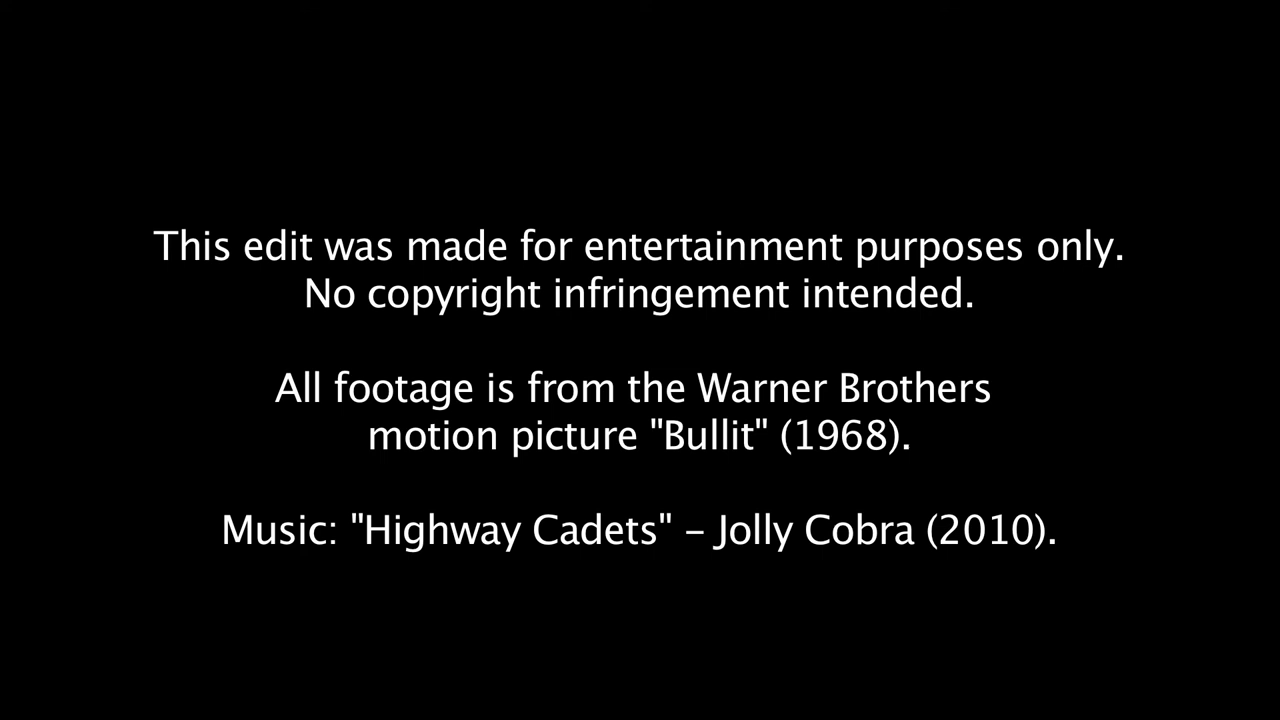 This edit was made for entertainment purposes only.
No copyright infringement intended.
All footage is from the Warner Brothers
motion picture "Bullit" (1968).
Music: "Highway Cadets" – Jolly Cobra (2010).